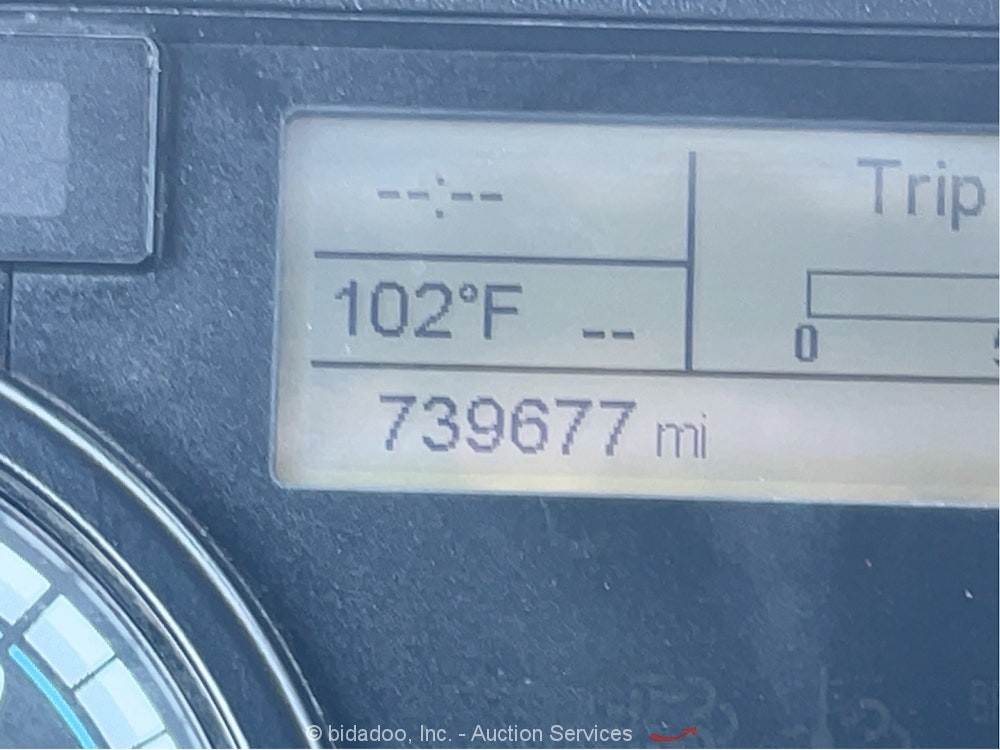 --:--
Trip
102°F --
0
739677 mi
© bidadoo, Inc. - Auction Services